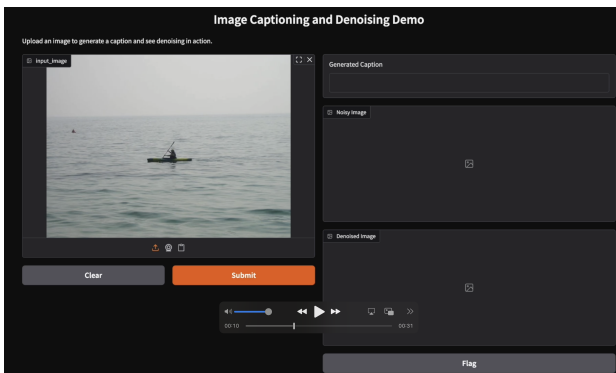 Image Captioning and Denoising Demo
Upload an image to generate a caption and see denoising in action.
input_image
Generated Caption
Noisy Image
Denoised Image
Clear
Submit
00:10
00:31
Flag